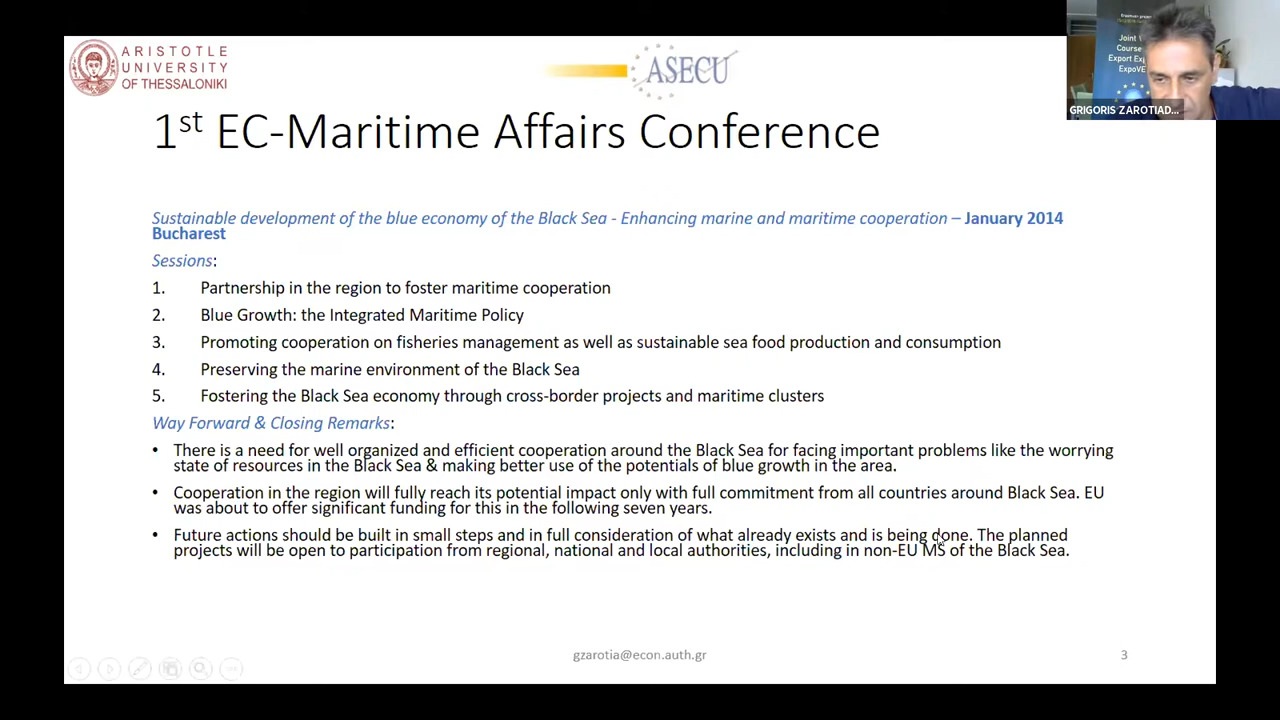 ARISTOTLE
UNIVERSITY
OF THESSALONIKI
ASECU
Joint
Course
Export
ExpoVE
GRIGORIS ZAROTIAD...
1st EC-Maritime Affairs Conference
Sustainable development of the blue economy of the Black Sea - Enhancing marine and maritime cooperation – January 2014
Bucharest
Sessions:
1. Partnership in the region to foster maritime cooperation
2. Blue Growth: the Integrated Maritime Policy
3. Promoting cooperation on fisheries management as well as sustainable sea food production and consumption
4. Preserving the marine environment of the Black Sea
5. Fostering the Black Sea economy through cross-border projects and maritime clusters
Way Forward & Closing Remarks:
• There is a need for well organized and efficient cooperation around the Black Sea for facing important problems like the worrying
state of resources in the Black Sea & making better use of the potentials of blue growth in the area.
• Cooperation in the region will fully reach its potential impact only with full commitment from all countries around Black Sea. EU
was about to offer significant funding for this in the following seven years.
• Future actions should be built in small steps and in full consideration of what already exists and is being done. The planned
projects will be open to participation from regional, national and local authorities, including in non-EU MS of the Black Sea.
gzarotia@econ.auth.gr
3